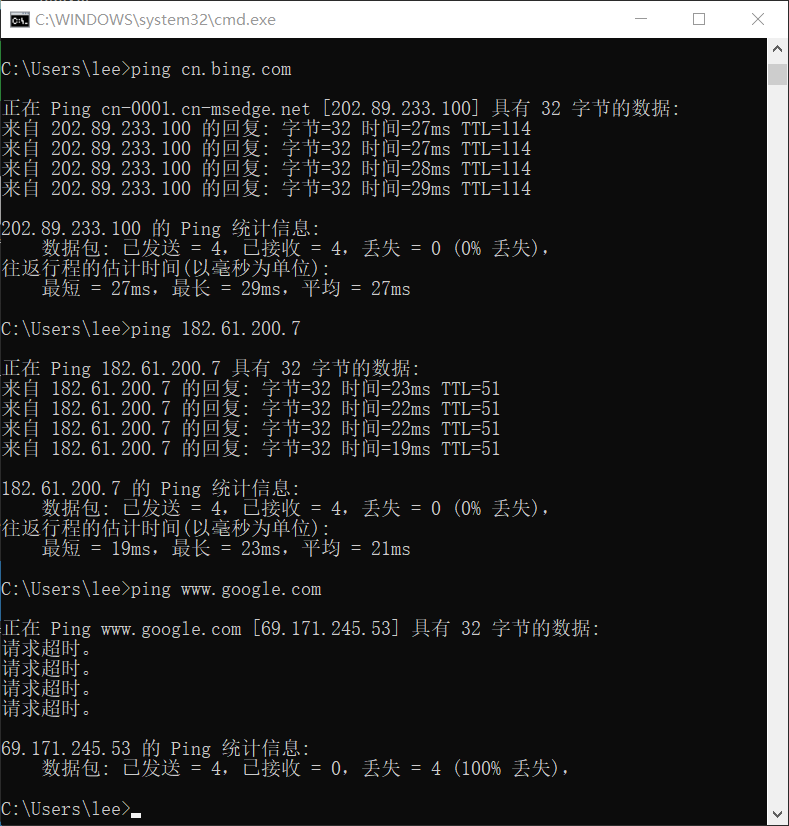 C:\WINDOWS\system32\cmd.exe
C:\Users\lee>ping cn.bing.com
正在 Ping cn-0001.cn-msedge.net [202.89.233.100] 具有 32 字节的数据:
来自 202.89.233.100 的回复: 字节=32 时间=27ms TTL=114
来自 202.89.233.100 的回复: 字节=32 时间=27ms TTL=114
来自 202.89.233.100 的回复: 字节=32 时间=28ms TTL=114
来自 202.89.233.100 的回复: 字节=32 时间=29ms TTL=114
202.89.233.100 的 Ping 统计信息:
数据包: 已发送 = 4，已接收 = 4，丢失 = 0 (0% 丢失)，
往返行程的估计时间(以毫秒为单位):
最短 = 27ms，最长 = 29ms，平均 = 27ms
C:\Users\lee>ping 182.61.200.7
正在 Ping 182.61.200.7 具有 32 字节的数据:
来自 182.61.200.7 的回复: 字节=32 时间=23ms TTL=51
来自 182.61.200.7 的回复: 字节=32 时间=22ms TTL=51
来自 182.61.200.7 的回复: 字节=32 时间=22ms TTL=51
来自 182.61.200.7 的回复: 字节=32 时间=19ms TTL=51
182.61.200.7 的 Ping 统计信息:
数据包: 已发送 = 4，已接收 = 4，丢失 = 0 (0% 丢失)，
往返行程的估计时间(以毫秒为单位):
最短 = 19ms，最长 = 23ms，平均 = 21ms
C:\Users\lee>ping www.google.com
正在 Ping www.google.com [69.171.245.53] 具有 32 字节的数据:
请求超时。
请求超时。
请求超时。
请求超时。
69.171.245.53 的 Ping 统计信息:
数据包: 已发送 = 4，已接收 = 0，丢失 = 4 (100% 丢失)，
C:\Users\lee>